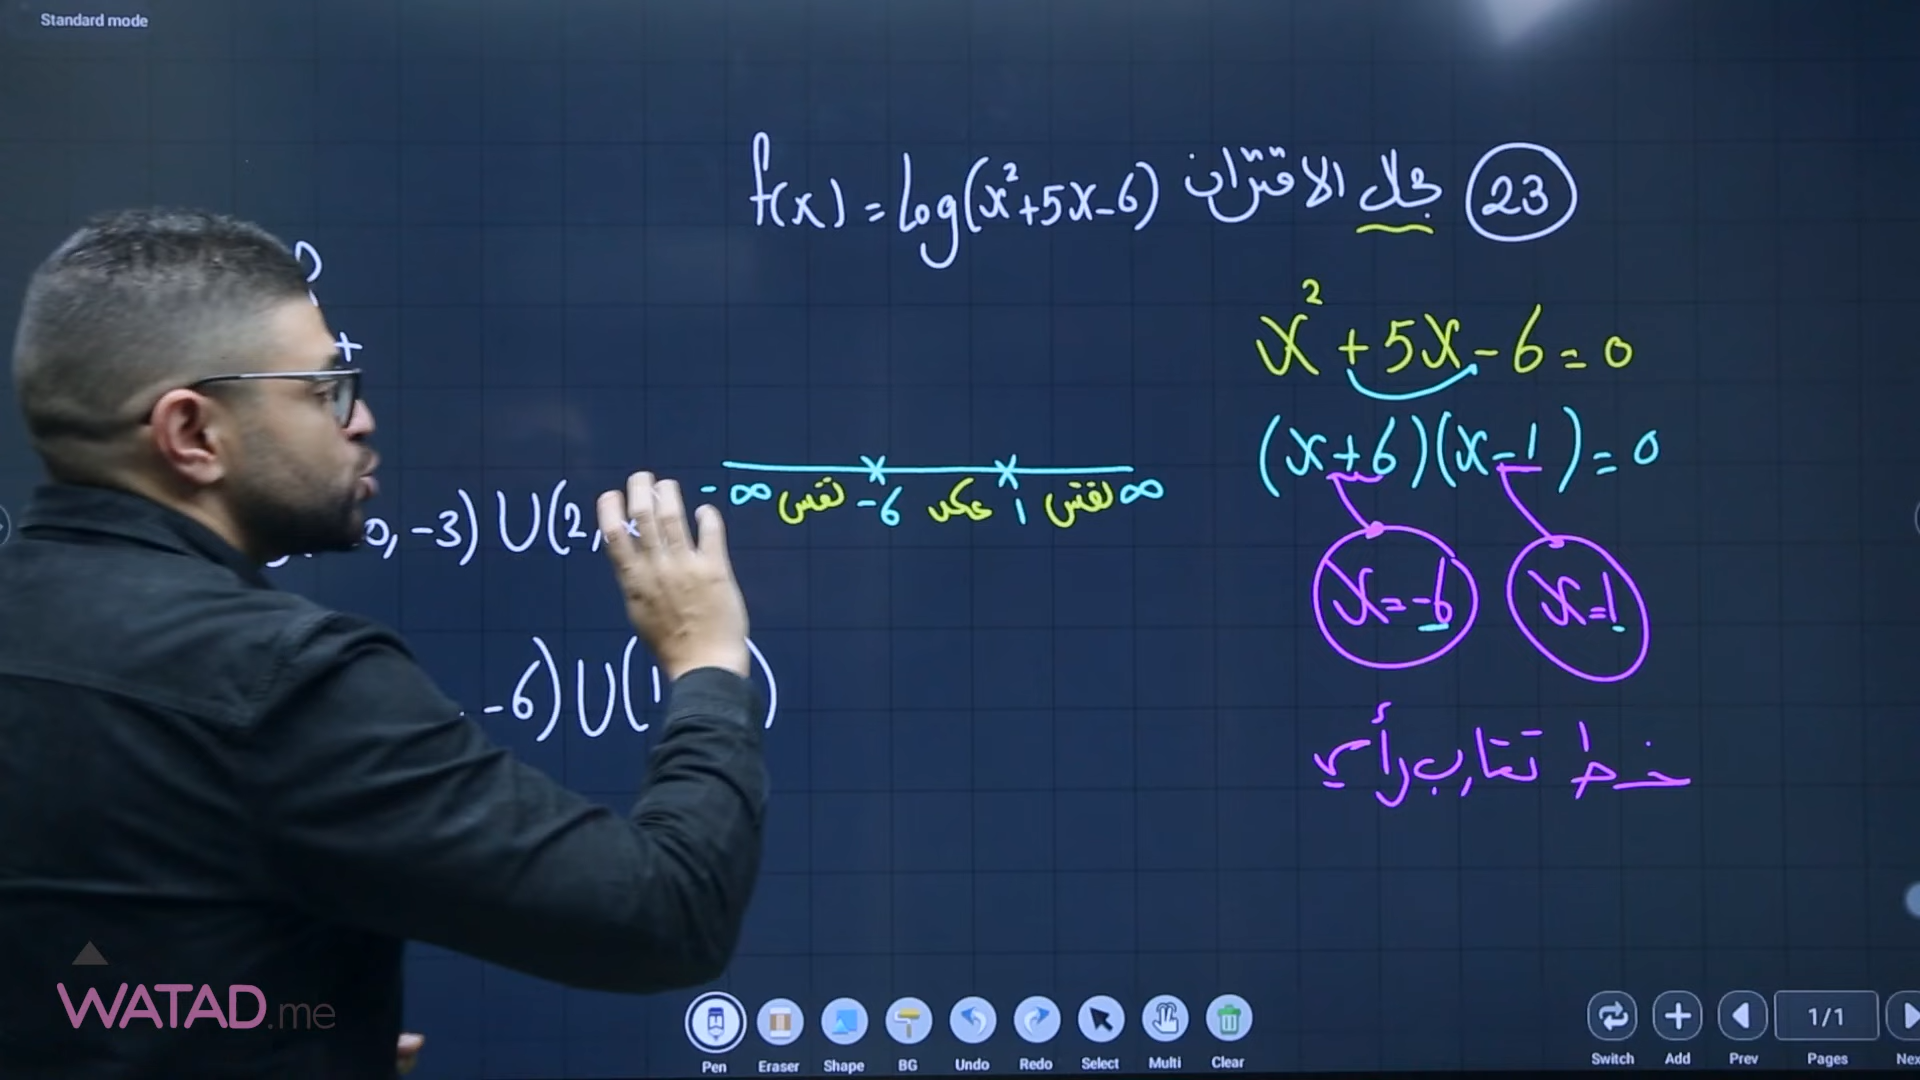 Standard mode
23 مجال الاقتران f(x) = log(x²+5x-6)
x² + 5x - 6 = 0
(x+6)(x-1) = 0
-∞ نفس -6 عكس 1 نفس ∞
x=-6 x=1
خط تقارب رأسي
, -3) U (2,
-6) U (1 )
WATAD.me
Pen Eraser Shape BG Undo Redo Select Multi Clear
Switch Add Prev 1/1 Pages